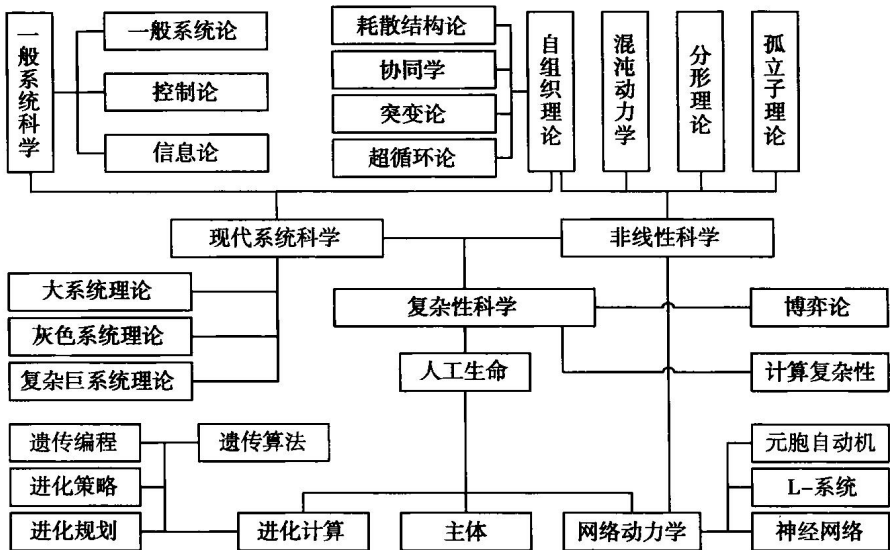 一般系统科学
一般系统论
控制论
信息论
耗散结构论
协同学
突变论
超循环论
自组织理论
混沌动力学
分形理论
孤立子理论
现代系统科学
非线性科学
大系统理论
灰色系统理论
复杂巨系统理论
复杂性科学
博弈论
人工生命
计算复杂性
遗传编程
遗传算法
进化策略
进化规划
进化计算
主体
网络动力学
元胞自动机
L-系统
神经网络